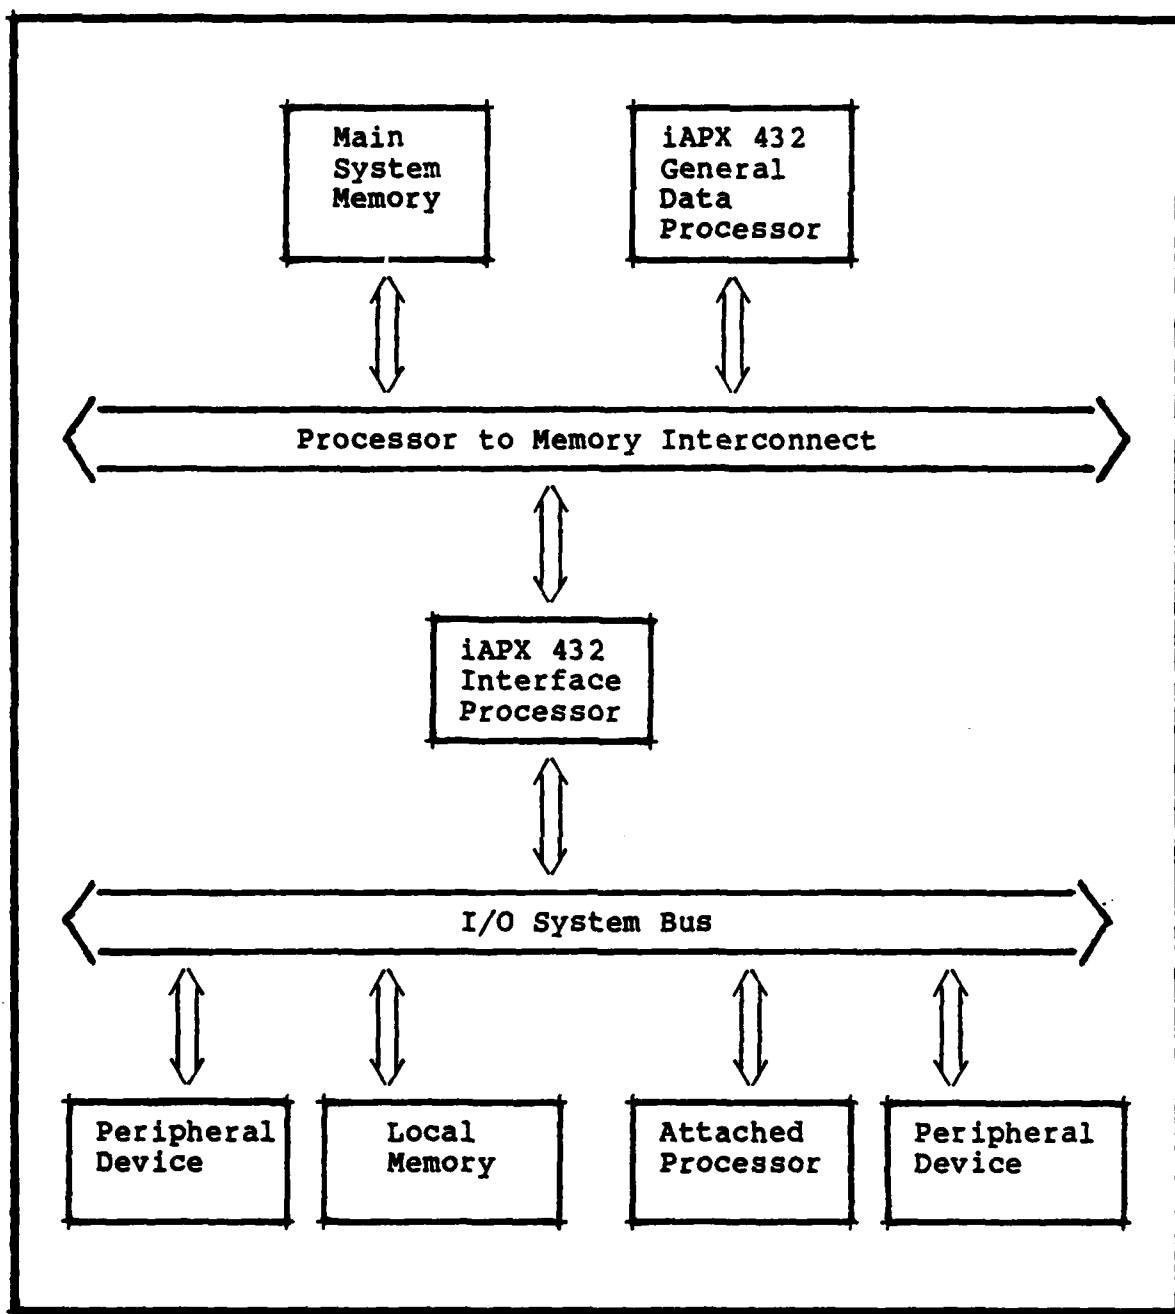 Main
System
Memory
iAPX 432
General
Data
Processor
Processor to Memory Interconnect
iAPX 432
Interface
Processor
I/O System Bus
Peripheral
Device
Local
Memory
Attached
Processor
Peripheral
Device